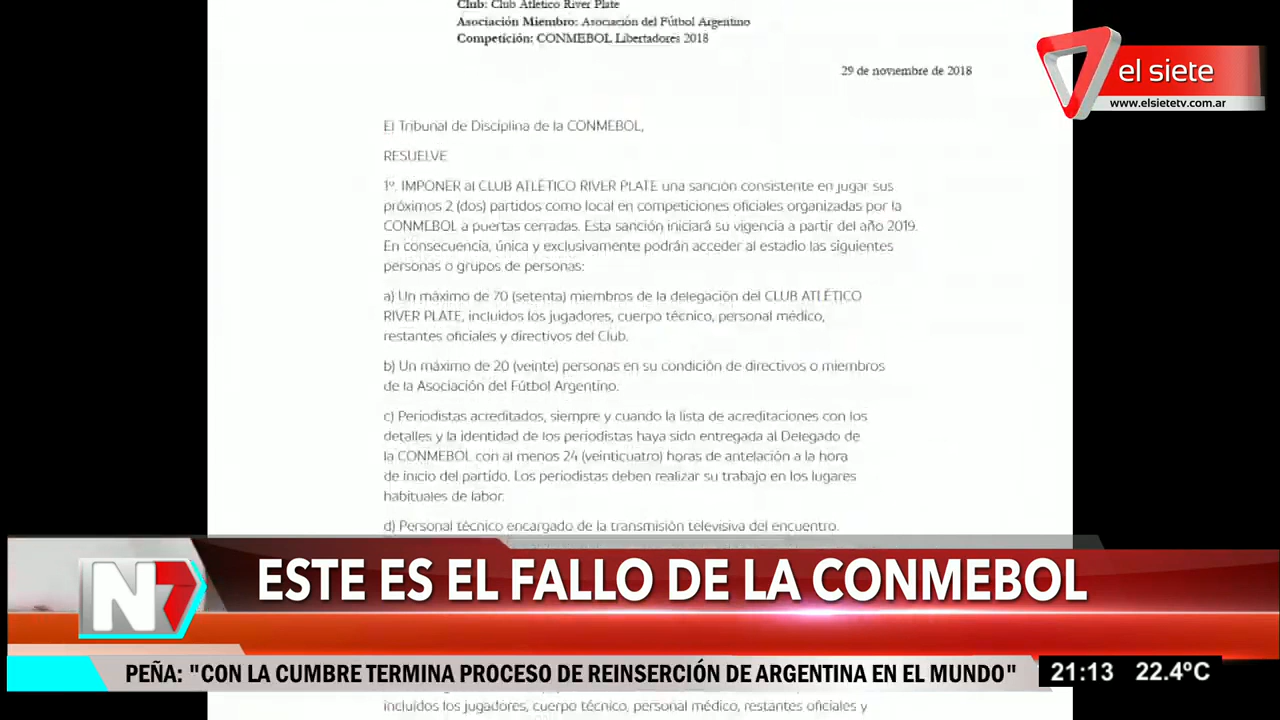 Club: Club Atlético River Plate
Asociación Miembro: Asociación del Fútbol Argentino
Competición: CONMEBOL Libertadores 2018
29 de noviembre de 2018
el siete
www.elsietetv.com.ar
El Tribunal de Disciplina de la CONMEBOL,
RESUELVE
1º. IMPONER al CLUB ATLÉTICO RIVER PLATE una sanción consistente en jugar sus
próximos 2 (dos) partidos como local en competiciones oficiales organizadas por la
CONMEBOL a puertas cerradas. Esta sanción iniciará su vigencia a partir del año 2019.
En consecuencia, única y exclusivamente podrán acceder al estadio las siguientes
personas o grupos de personas:
a) Un máximo de 70 (setenta) miembros de la delegación del CLUB ATLÉTICO
RIVER PLATE, incluidos los jugadores, cuerpo técnico, personal médico,
restantes oficiales y directivos del Club.
b) Un máximo de 20 (veinte) personas en su condición de directivos o miembros
de la Asociación del Fútbol Argentino.
c) Periodistas acreditados, siempre y cuando la lista de acreditaciones con los
detalles y la identidad de los periodistas haya sido entregada al Delegado de
la CONMEBOL con al menos 24 (veinticuatro) horas de antelación a la hora
de inicio del partido. Los periodistas deben realizar su trabajo en los lugares
habituales de labor.
d) Personal técnico encargado de la transmisión televisiva del encuentro.
N7
ESTE ES EL FALLO DE LA CONMEBOL
PEÑA: "CON LA CUMBRE TERMINA PROCESO DE REINSERCIÓN DE ARGENTINA EN EL MUNDO"
21:13 22.4ºC
incluidos los jugadores, cuerpo técnico, personal médico, restantes oficiales y